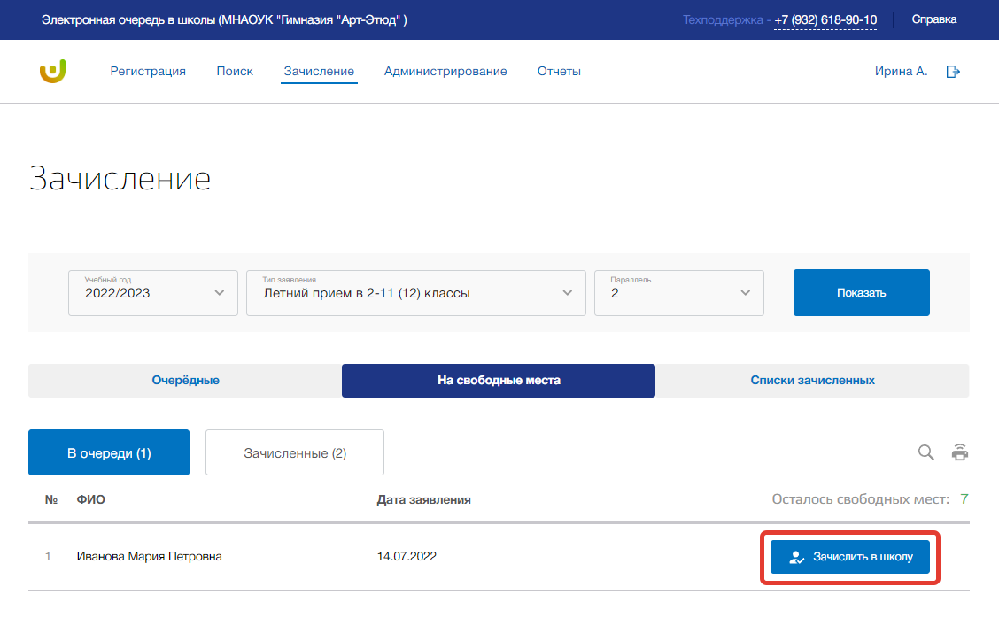 Электронная очередь в школы (МНАОУК "Гимназия "Арт-Этюд" )
Техподдержка - +7 (932) 618-90-10
Справка
Регистрация
Поиск
Зачисление
Администрирование
Отчеты
Ирина А.
Зачисление
Учебный год
2022/2023
Тип заявления
Летний прием в 2-11 (12) классы
Параллель
2
Показать
Очерёдные
На свободные места
Списки зачисленных
В очереди (1)
Зачисленные (2)
№ ФИО Дата заявления Осталось свободных мест: 7
1 Иванова Мария Петровна 14.07.2022 Зачислить в школу